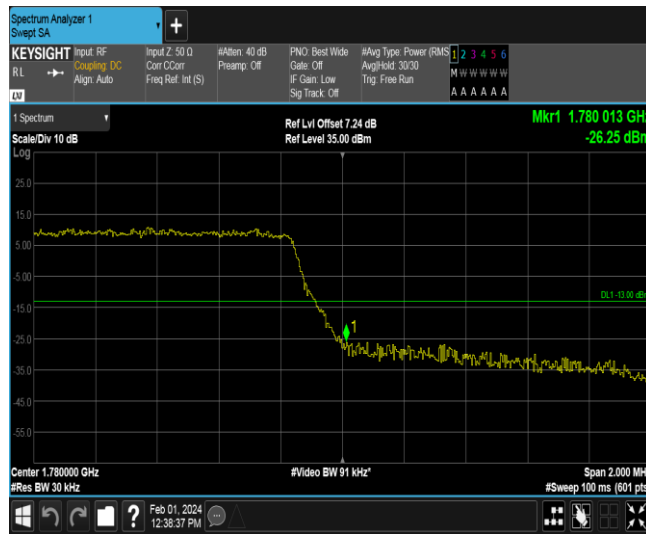 Spectrum Analyzer 1
Swept SA
KEYSIGHT
RL
LXI
Input: RF
Coupling: DC
Align: Auto
Input Z: 50 Ω
Corr CCorr
Freq Ref: Int (S)
#Atten: 40 dB
Preamp: Off
PNO: Best Wide
Gate: Off
IF Gain: Low
Sig Track: Off
#Avg Type: Power (RMS
Avg|Hold: 30/30
Trig: Free Run
1 2 3 4 5 6
M W W W W W
A A A A A A
1 Spectrum
Scale/Div 10 dB
Log
Ref Lvl Offset 7.24 dB
Ref Level 35.00 dBm
Mkr1 1.780 013 GHz
-26.25 dBm
25.0
15.0
5.00
-5.00
-15.0
-25.0
-35.0
-45.0
-55.0
DL1 -13.00 dBm
1
Center 1.780000 GHz
#Res BW 30 kHz
#Video BW 91 kHz*
Span 2.000 MH
#Sweep 100 ms (601 pts
?
Feb 01, 2024
12:38:37 PM